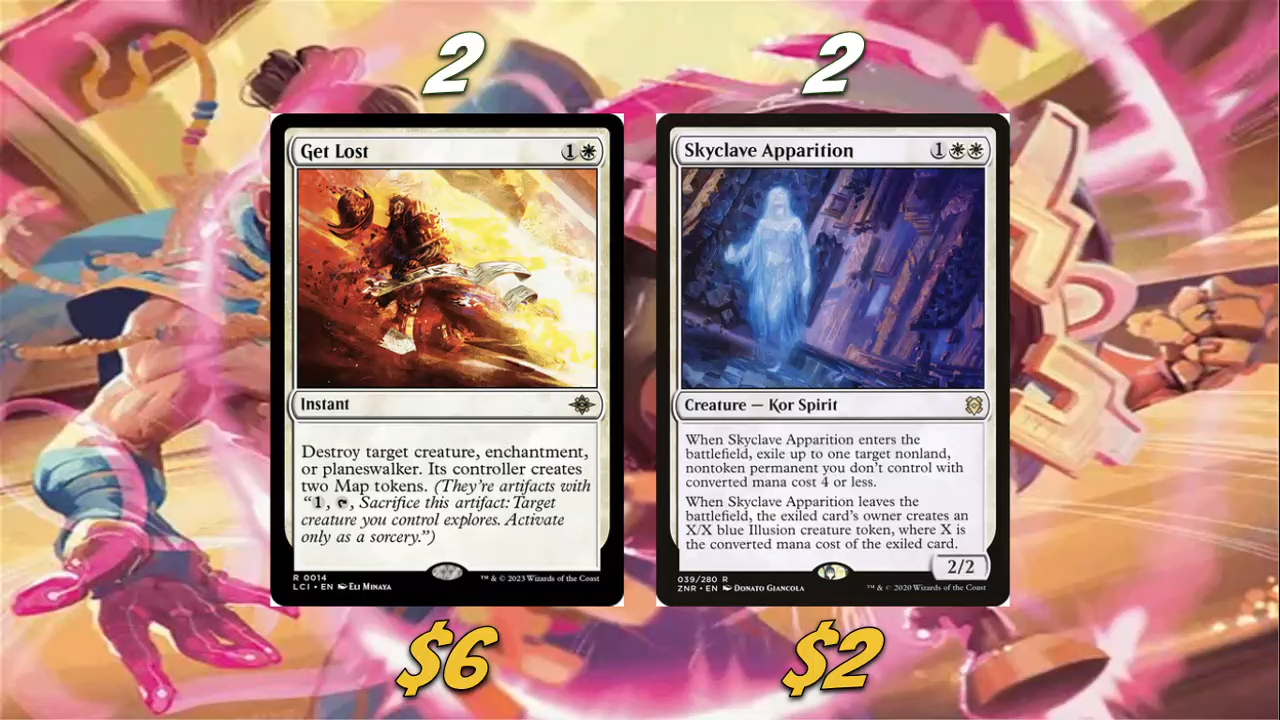 2
2
Get Lost
1
Instant
Destroy target creature, enchantment,
or planeswalker. Its controller creates
two Map tokens. (They're artifacts with
"1, , Sacrifice this artifact: Target
creature you control explores. Activate
only as a sorcery.")
R 0014
LCI • EN Eli Minaya
™ & © 2023 Wizards of the Coast
Skyclave Apparition
1
Creature — Kor Spirit
When Skyclave Apparition enters the
battlefield, exile up to one target nonland,
nontoken permanent you don't control with
converted mana cost 4 or less.
When Skyclave Apparition leaves the
battlefield, the exiled card's owner creates an
X/X blue Illusion creature token, where X is
the converted mana cost of the exiled card.
2/2
039/280 R
ZNR • EN Donato Giancola
™ & © 2020 Wizards of the Coast
$6
$2